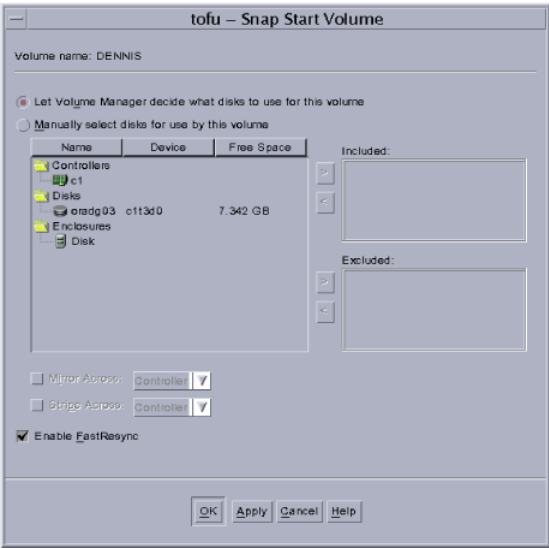 tofu – Snap Start Volume
Volume name: DENNIS
Let Volume Manager decide what disks to use for this volume
Manually select disks for use by this volume
Name Device Free Space
Included:
Controllers
c1
Disks
oradg03 c1t3d0 7.342 GB
Enclosures
Disk
Excluded:
> 
<
>
<
Mirror Across: Controller
Stripe Across: Controller
Enable FastResync
OK Apply Cancel Help